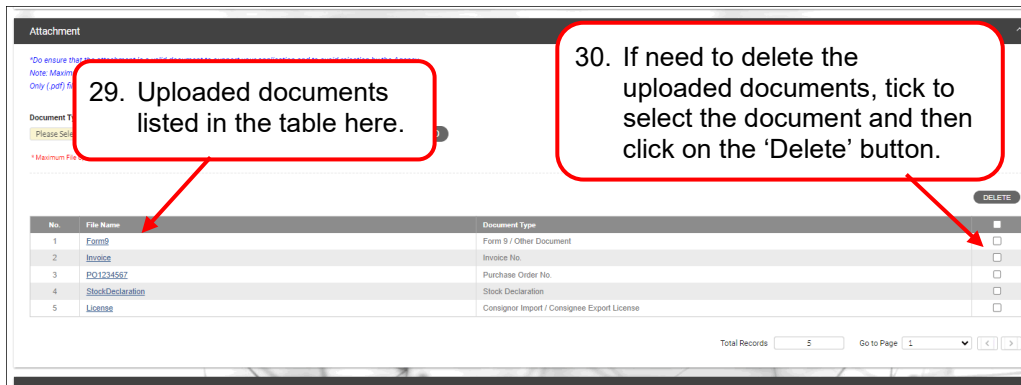 Attachment
*Do ensure that the attachment is a valid document to support your application and to avoid rejection by the Agency
Note: Maxim
Only (.pdf) fi
29. Uploaded documents
listed in the table here.
30. If need to delete the
uploaded documents, tick to
select the document and then
click on the ‘Delete’ button.
Document T
Please Sele
* Maximum File
DELETE
No. File Name Document Type
1 Form9 Form 9 / Other Document
2 Invoice Invoice No.
3 PO1234567 Purchase Order No.
4 StockDeclaration Stock Declaration
5 License Consignor Import / Consignee Export License
Total Records 5 Go to Page 1 < >